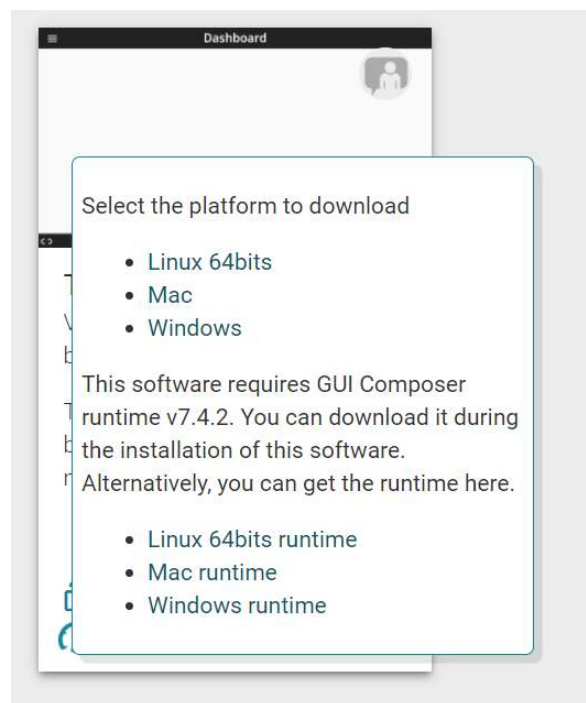 Dashboard
Select the platform to download
Linux 64bits
Mac
Windows
This software requires GUI Composer
runtime v7.4.2. You can download it during
the installation of this software.
Alternatively, you can get the runtime here.
Linux 64bits runtime
Mac runtime
Windows runtime